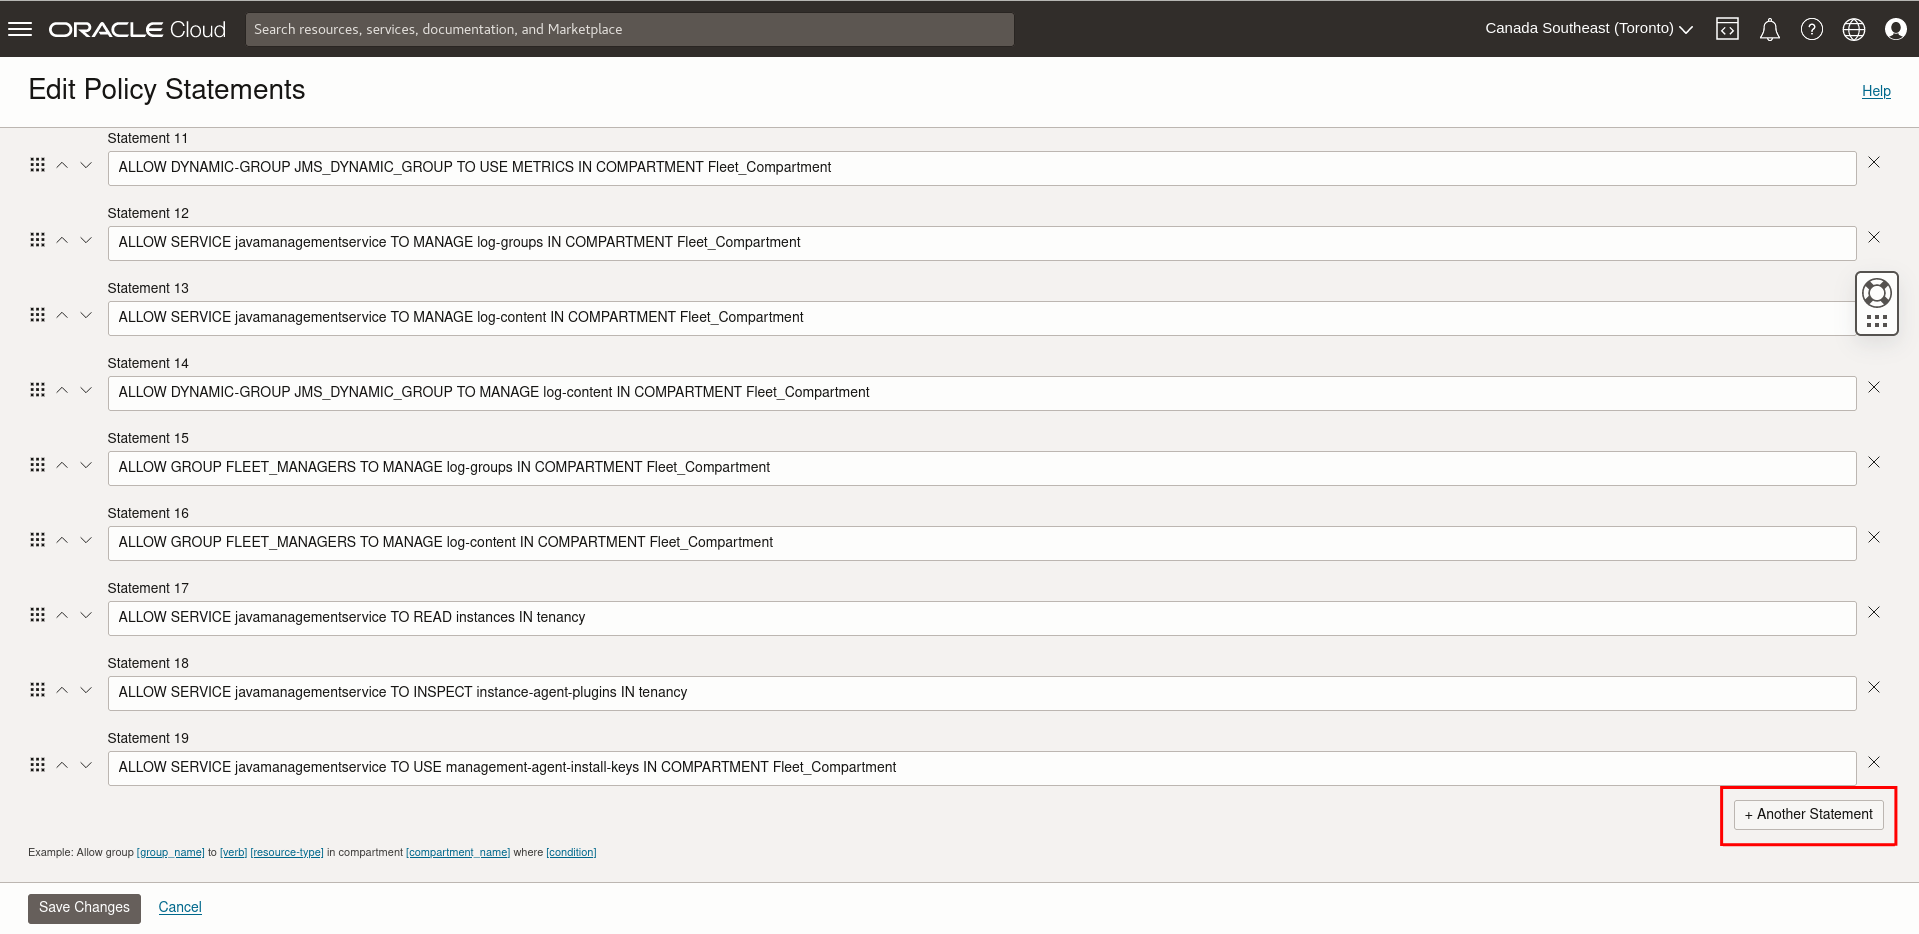 ORACLE Cloud
Search resources, services, documentation, and Marketplace
Canada Southeast (Toronto)
Edit Policy Statements
Help
Statement 11
ALLOW DYNAMIC-GROUP JMS_DYNAMIC_GROUP TO USE METRICS IN COMPARTMENT Fleet_Compartment
Statement 12
ALLOW SERVICE javamanagementservice TO MANAGE log-groups IN COMPARTMENT Fleet_Compartment
Statement 13
ALLOW SERVICE javamanagementservice TO MANAGE log-content IN COMPARTMENT Fleet_Compartment
Statement 14
ALLOW DYNAMIC-GROUP JMS_DYNAMIC_GROUP TO MANAGE log-content IN COMPARTMENT Fleet_Compartment
Statement 15
ALLOW GROUP FLEET_MANAGERS TO MANAGE log-groups IN COMPARTMENT Fleet_Compartment
Statement 16
ALLOW GROUP FLEET_MANAGERS TO MANAGE log-content IN COMPARTMENT Fleet_Compartment
Statement 17
ALLOW SERVICE javamanagementservice TO READ instances IN tenancy
Statement 18
ALLOW SERVICE javamanagementservice TO INSPECT instance-agent-plugins IN tenancy
Statement 19
ALLOW SERVICE javamanagementservice TO USE management-agent-install-keys IN COMPARTMENT Fleet_Compartment
+ Another Statement
Example: Allow group [group_name] to [verb] [resource-type] in compartment [compartment_name] where [condition]
Save Changes
Cancel